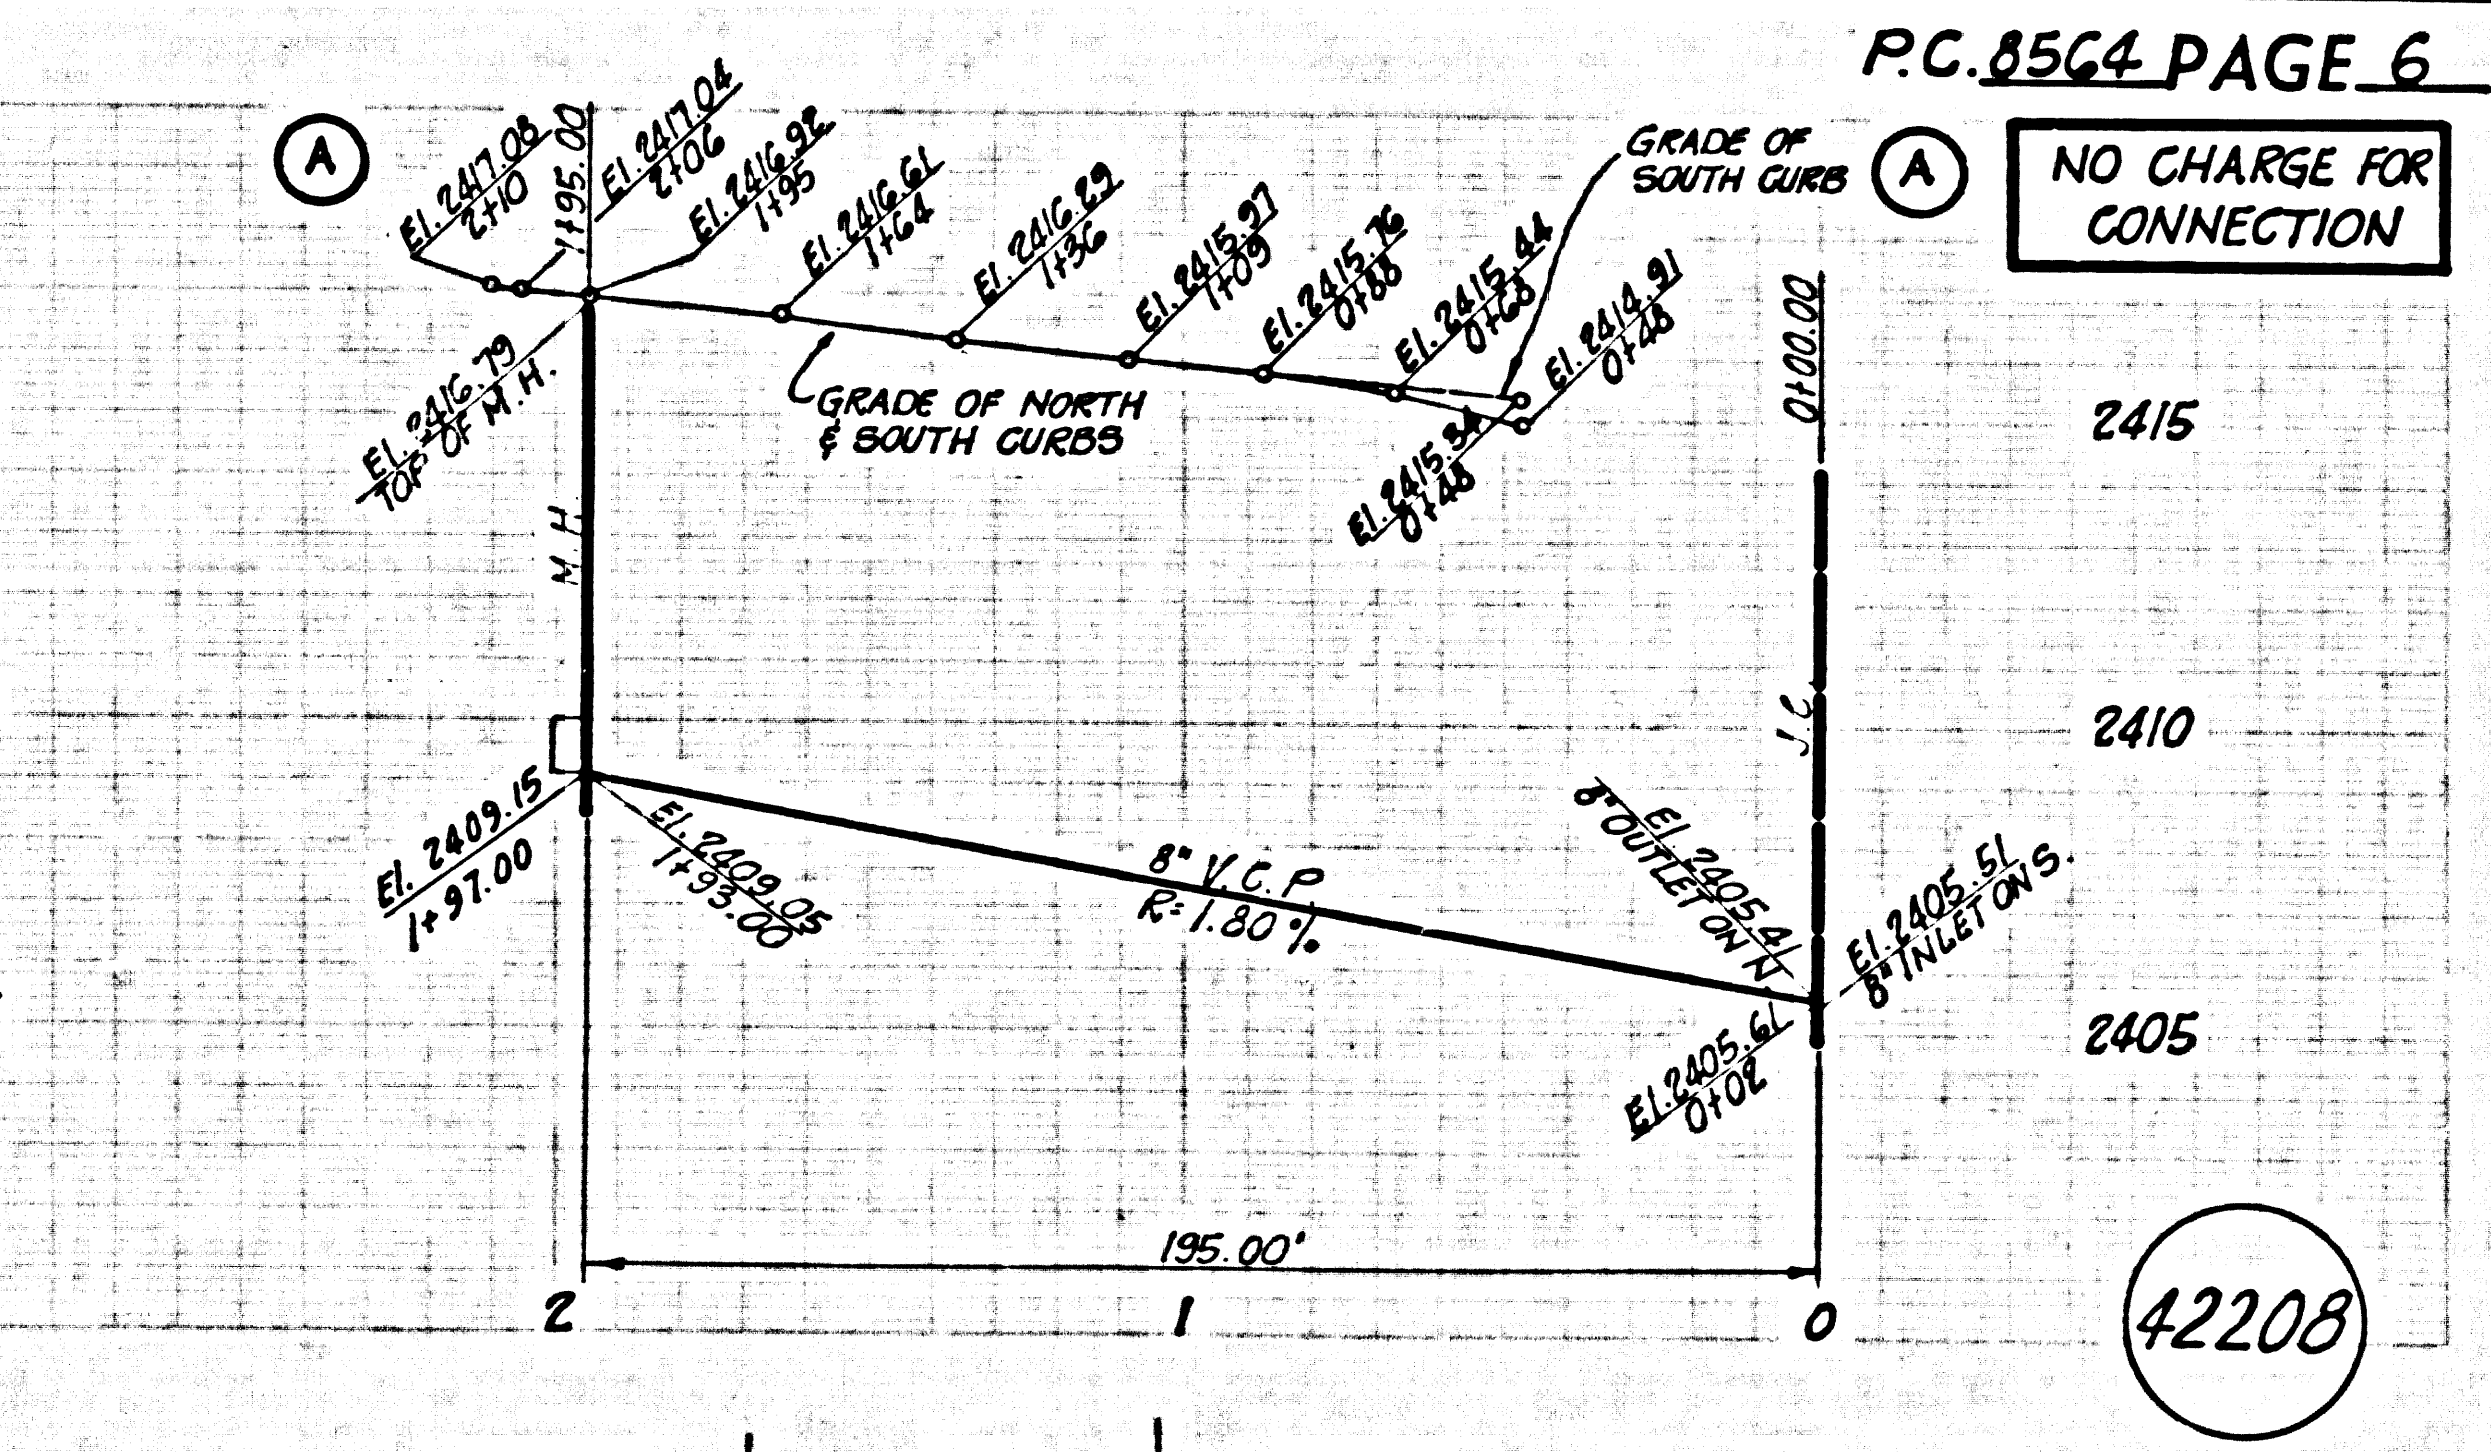 P.C. 8564 PAGE 6
A
El. 2417.08
2+10
1+95.00
El. 2417.04
2+06
El. 2416.92
1+95
El. 2416.61
1+64
El. 2416.29
1+36
El. 2415.97
1+09
El. 2415.76
0+88
El. 2415.44
0+68
GRADE OF
SOUTH CURB
El. 2414.91
0+48
A
NO CHARGE FOR
CONNECTION
0+00.00
El. 2416.79
TOP OF M.H.
GRADE OF NORTH
& SOUTH CURBS
El. 2415.34
0+48
2415
M.H.
J.C.
2410
El. 2409.15
1+97.00
El. 2409.05
1+93.00
8" V.C.P
R= 1.80 %
El. 2405.41
8" OUTLET ON N
El. 2405.51
8" INLET ON S.
El. 2405.61
0+02
2405
195.00'
2
1
0
42208